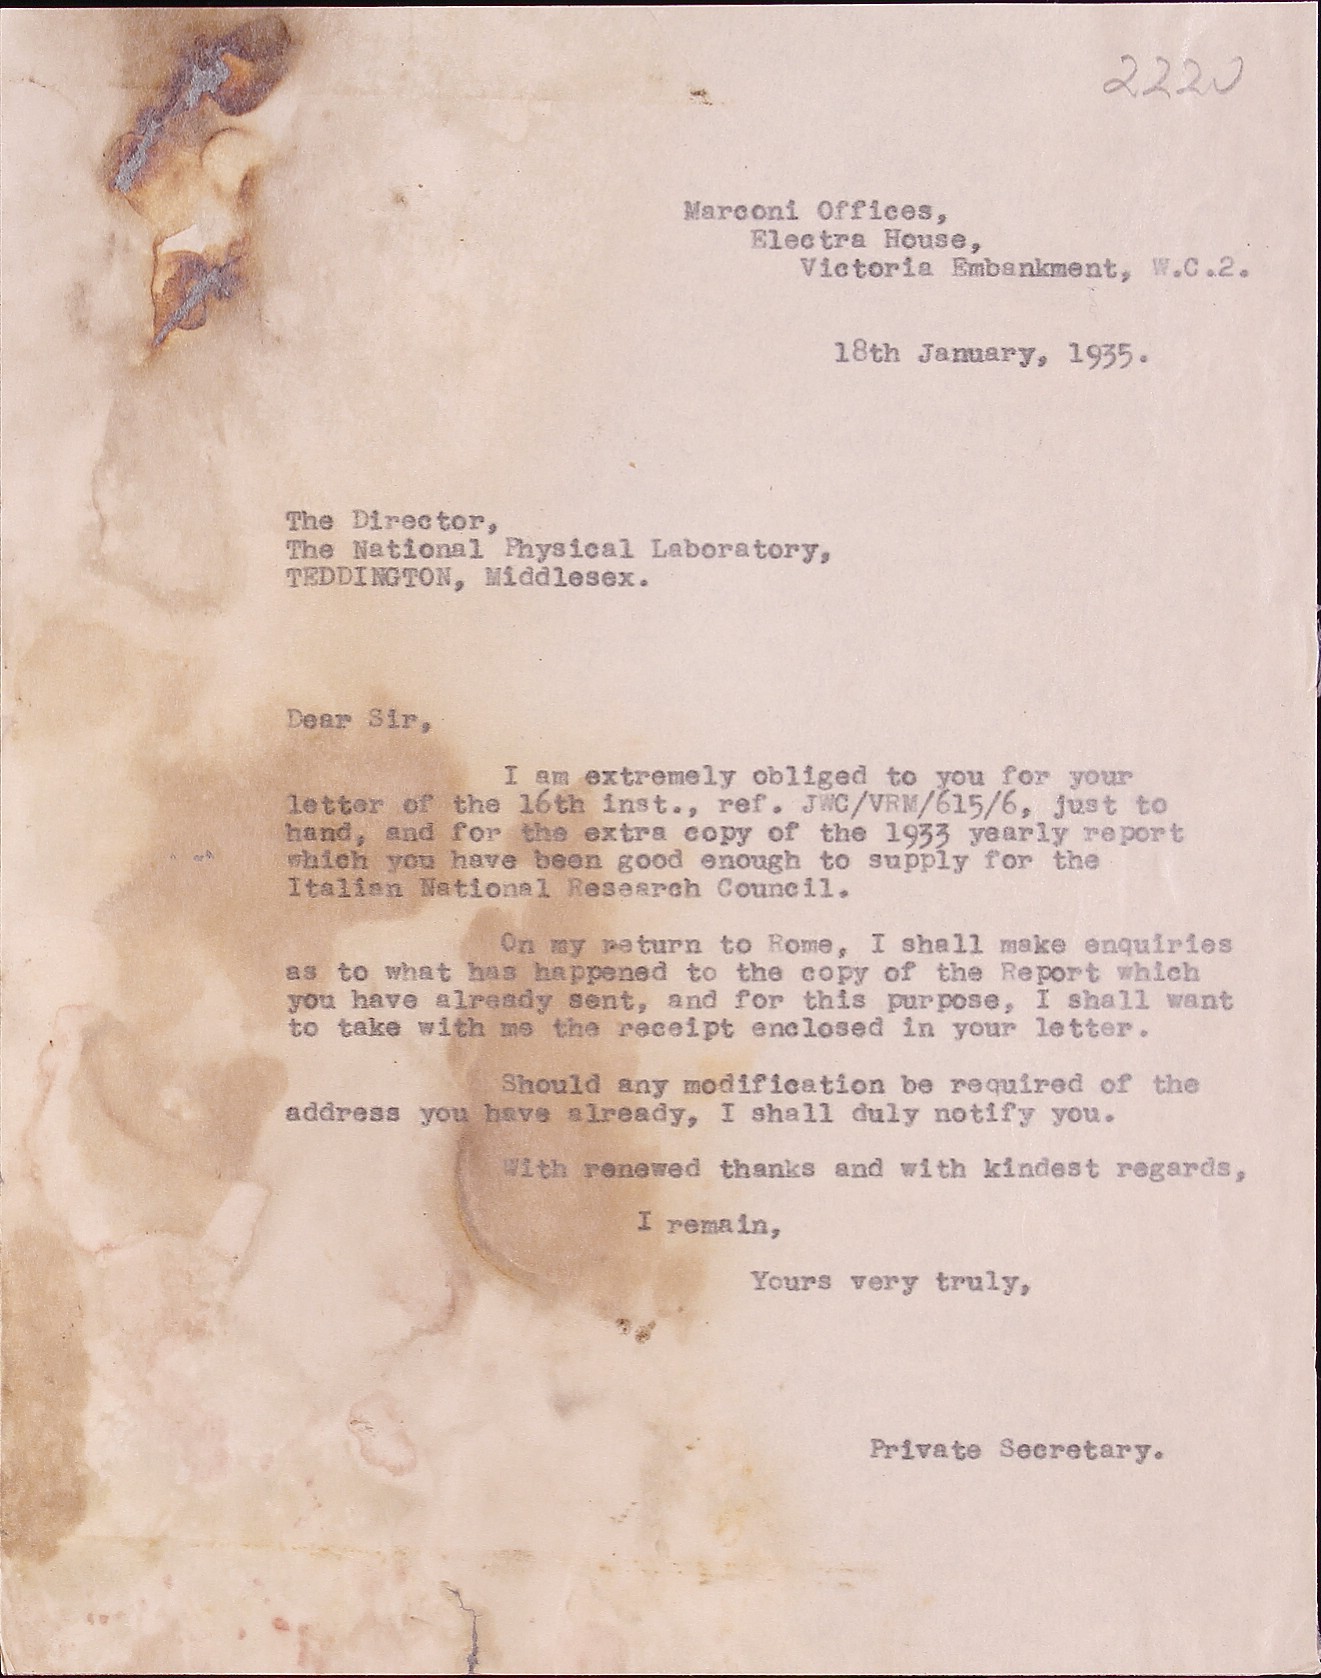 2220
Marconi Offices,
Electra House,
Victoria Embankment, W.C.2.
18th January, 1935.
The Director,
The National Physical Laboratory,
TEDDINGTON, Middlesex.
Dear Sir,
I am extremely obliged to you for your
letter of the 16th inst., ref. JWC/VRM/615/6, just to
hand, and for the extra copy of the 1933 yearly report
which you have been good enough to supply for the
Italian National Research Council.
On my return to Rome, I shall make enquiries
as to what has happened to the copy of the Report which
you have already sent, and for this purpose, I shall want
to take with me the receipt enclosed in your letter.
Should any modification be required of the
address you have already, I shall duly notify you.
With renewed thanks and with kindest regards,
I remain,
Yours very truly,
Private Secretary.